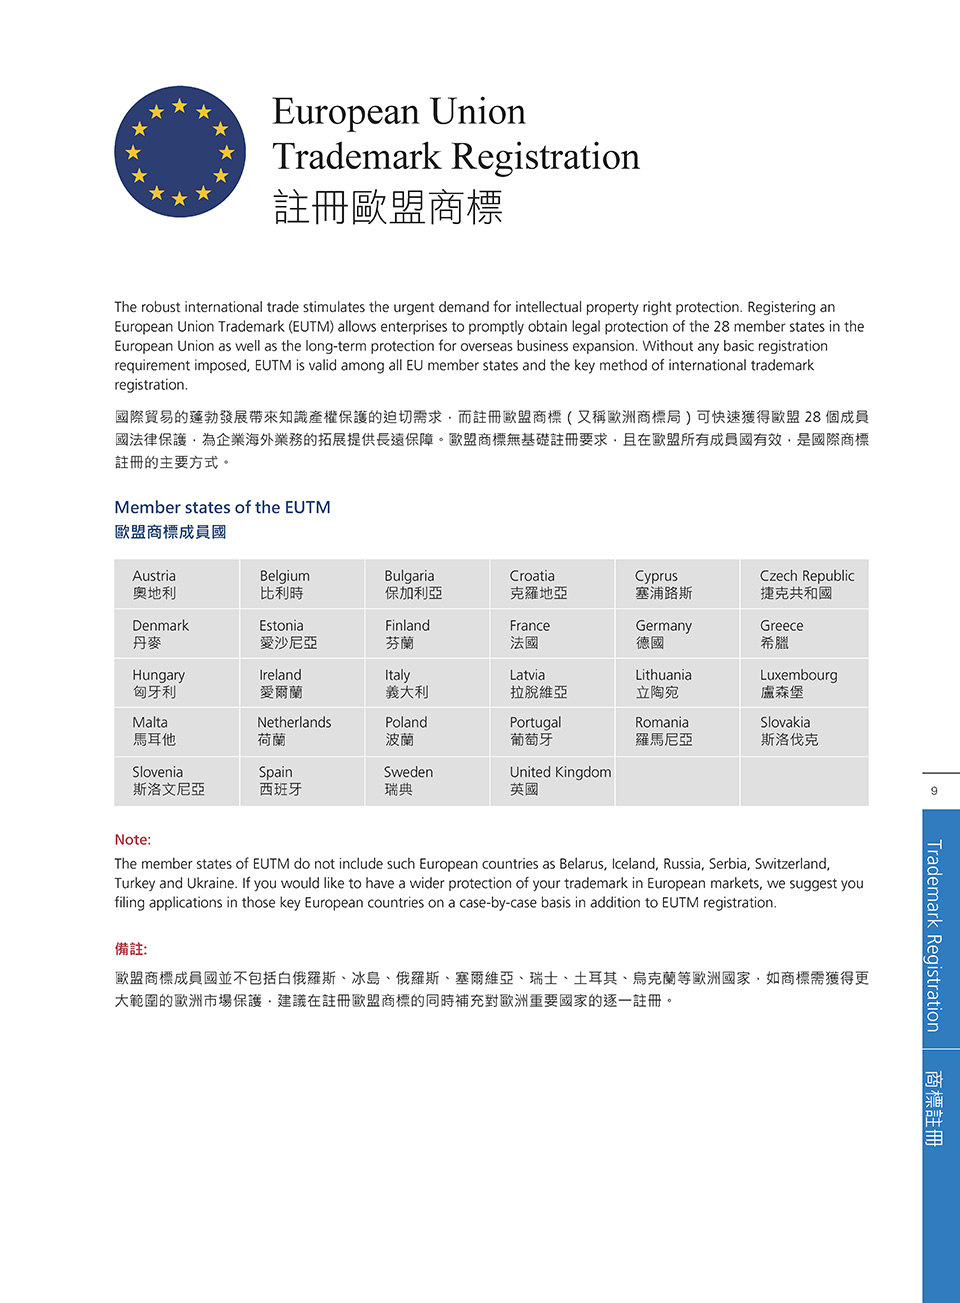 European Union
Trademark Registration
註冊歐盟商標
The robust international trade stimulates the urgent demand for intellectual property right protection. Registering an
European Union Trademark (EUTM) allows enterprises to promptly obtain legal protection of the 28 member states in the
European Union as well as the long-term protection for overseas business expansion. Without any basic registration
requirement imposed, EUTM is valid among all EU member states and the key method of international trademark
registration.
國際貿易的蓬勃發展帶來知識產權保護的迫切需求，而註冊歐盟商標（又稱歐洲商標局）可快速獲得歐盟 28 個成員
國法律保護，為企業海外業務的拓展提供長遠保障。歐盟商標無基礎註冊要求，且在歐盟所有成員國有效，是國際商標
註冊的主要方式。
Member states of the EUTM
歐盟商標成員國
Austria Belgium Bulgaria Croatia Cyprus Czech Republic
奧地利 比利時 保加利亞 克羅地亞 塞浦路斯 捷克共和國
Denmark Estonia Finland France Germany Greece
丹麥 愛沙尼亞 芬蘭 法國 德國 希臘
Hungary Ireland Italy Latvia Lithuania Luxembourg
匈牙利 愛爾蘭 義大利 拉脫維亞 立陶宛 盧森堡
Malta Netherlands Poland Portugal Romania Slovakia
馬耳他 荷蘭 波蘭 葡萄牙 羅馬尼亞 斯洛伐克
Slovenia Spain Sweden United Kingdom
斯洛文尼亞 西班牙 瑞典 英國
Note:
The member states of EUTM do not include such European countries as Belarus, Iceland, Russia, Serbia, Switzerland,
Turkey and Ukraine. If you would like to have a wider protection of your trademark in European markets, we suggest you
filing applications in those key European countries on a case-by-case basis in addition to EUTM registration.
備註:
歐盟商標成員國並不包括白俄羅斯、冰島、俄羅斯、塞爾維亞、瑞士、土耳其、烏克蘭等歐洲國家，如商標需獲得更
大範圍的歐洲市場保護，建議在註冊歐盟商標的同時補充對歐洲重要國家的逐一註冊。
9
Trademark Registration
商標註冊